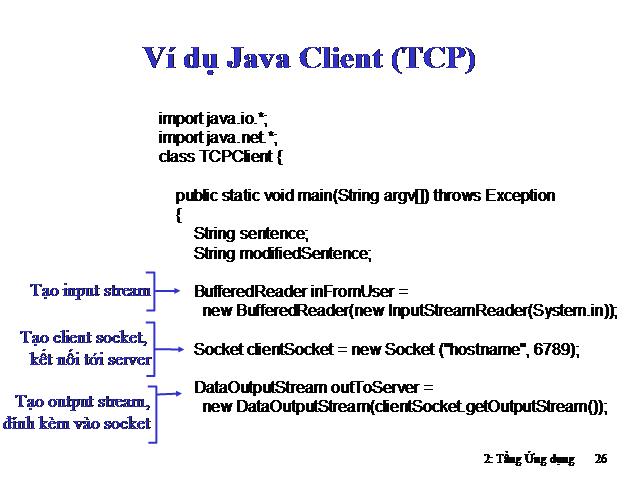 Ví dụ Java Client (TCP)
import java.io.*;
import java.net.*;
class TCPClient {
public static void main(String argv[]) throws Exception
{
String sentence;
String modifiedSentence;
Tạo input stream
BufferedReader inFromUser =
new BufferedReader(new InputStreamReader(System.in));
Tạo client socket,
kết nối tới server
Socket clientSocket = new Socket ("hostname", 6789);
Tạo output stream,
đính kèm vào socket
DataOutputStream outToServer =
new DataOutputStream(clientSocket.getOutputStream());
2: Tầng Ứng dụng 26